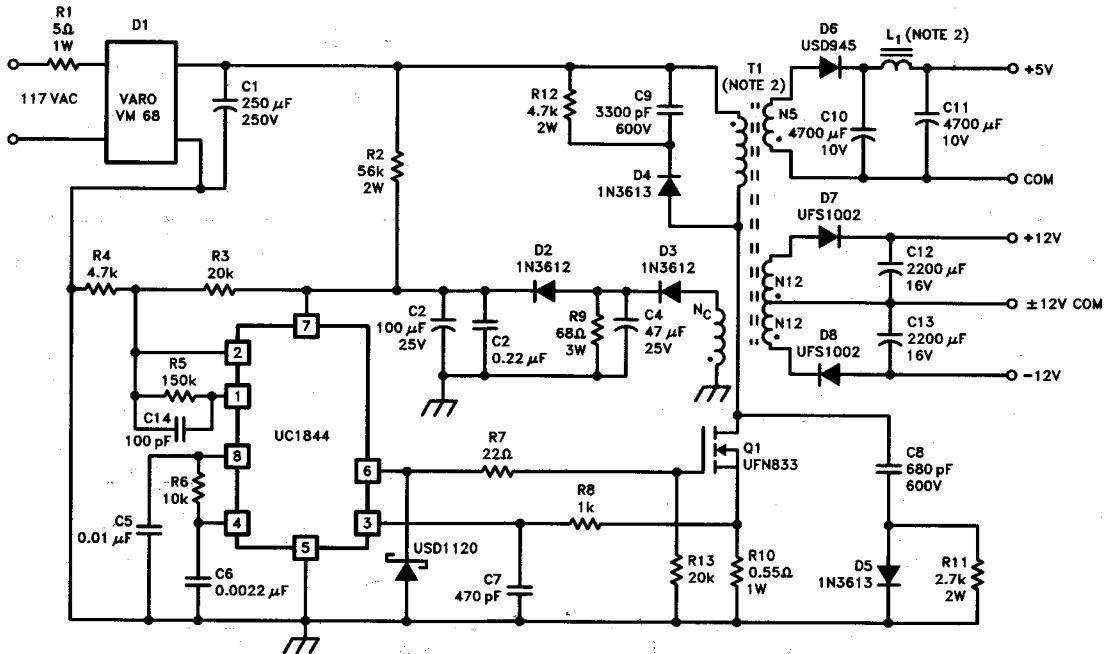 R1
5Ω
1W
D1
117 VAC
VARO
VM 68
C1
250 µF
250V
R2
56k
2W
R12
4.7k
2W
C9
3300 pF
600V
D4
1N3613
T1
(NOTE 2)
D6
USD945
L1 (NOTE 2)
+5V
N5
C10
4700 µF
10V
C11
4700 µF
10V
COM
D7
UFS1002
+12V
N12
C12
2200 µF
16V
±12V COM
N12
D8
UFS1002
C13
2200 µF
16V
-12V
R4
4.7k
R3
20k
D2
1N3612
D3
1N3612
C2
100 µF
25V
C2
0.22 µF
R9
68Ω
3W
C4
47 µF
25V
NC
7
2
R5
150k
1
C14
100 pF
UC1844
8
R6
10k
4
C5
0.01 µF
C6
0.0022 µF
5
6
3
R7
22Ω
R8
1k
USD1120
C7
470 pF
Q1
UFN833
R13
20k
R10
0.55Ω
1W
C8
680 pF
600V
D5
1N3613
R11
2.7k
2W